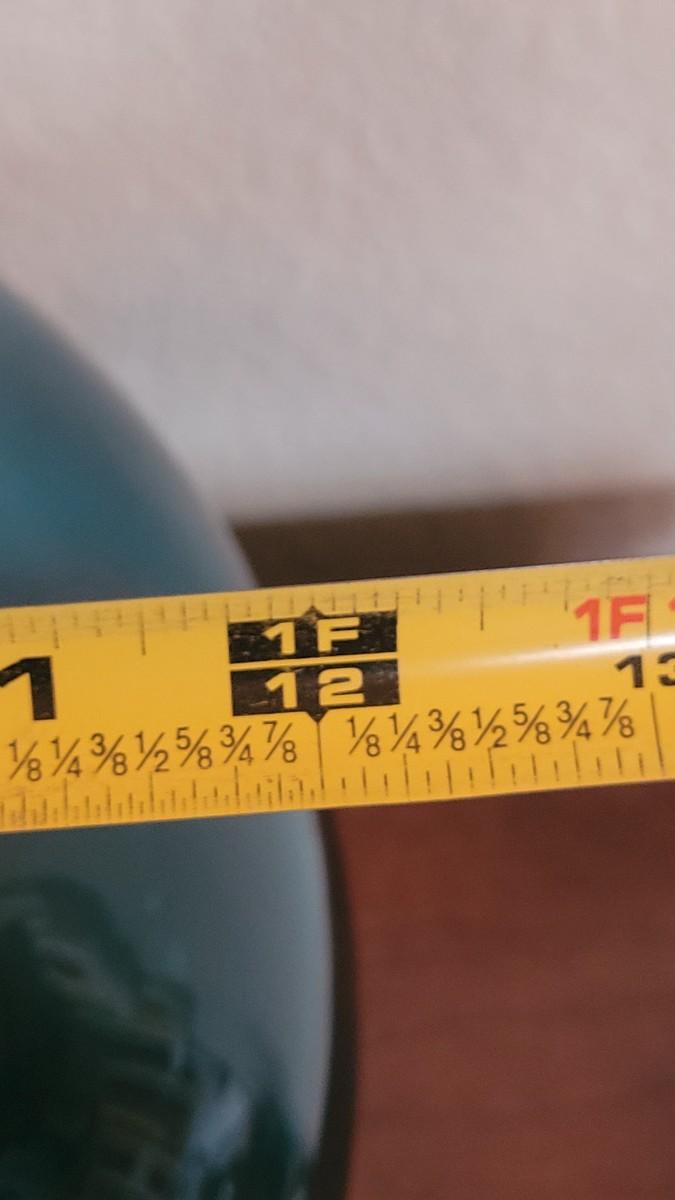 1F 1F 1
1 12 13
⅛ ¼ ⅜ ½ ⅝ ¾ ⅞ ⅛ ¼ ⅜ ½ ⅝ ¾ ⅞